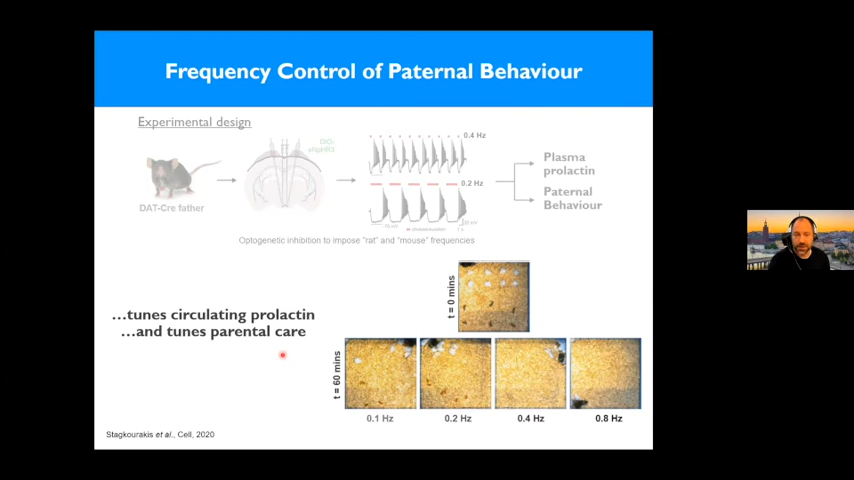 Frequency Control of Paternal Behaviour
Experimental design
DIO-
eNpHR3
0.4 Hz
0.2 Hz
DAT-Cre father
Plasma
prolactin
Paternal
Behaviour
Optogenetic inhibition to impose "rat" and "mouse" frequencies
...tunes circulating prolactin
...and tunes parental care
t = 0 mins
t = 60 mins
0.1 Hz
0.2 Hz
0.4 Hz
0.8 Hz
Stagkourakis et al., Cell, 2020